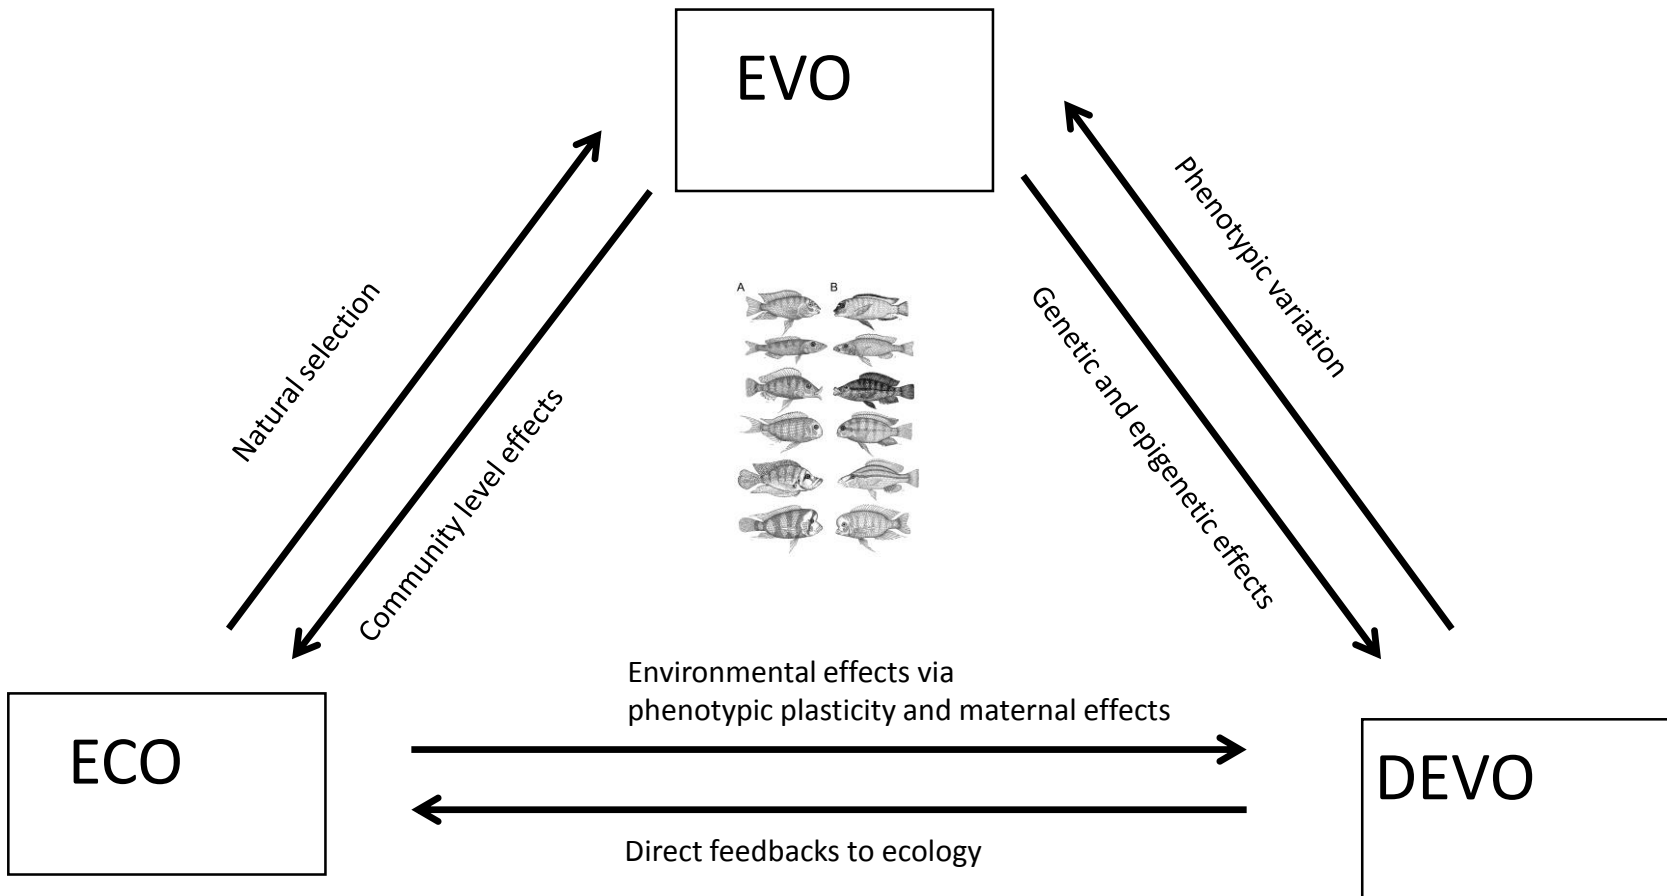 EVO
Natural selection
Community level effects
A
B
Genetic and epigenetic effects
Phenotypic variation
Environmental effects via
phenotypic plasticity and maternal effects
ECO
DEVO
Direct feedbacks to ecology